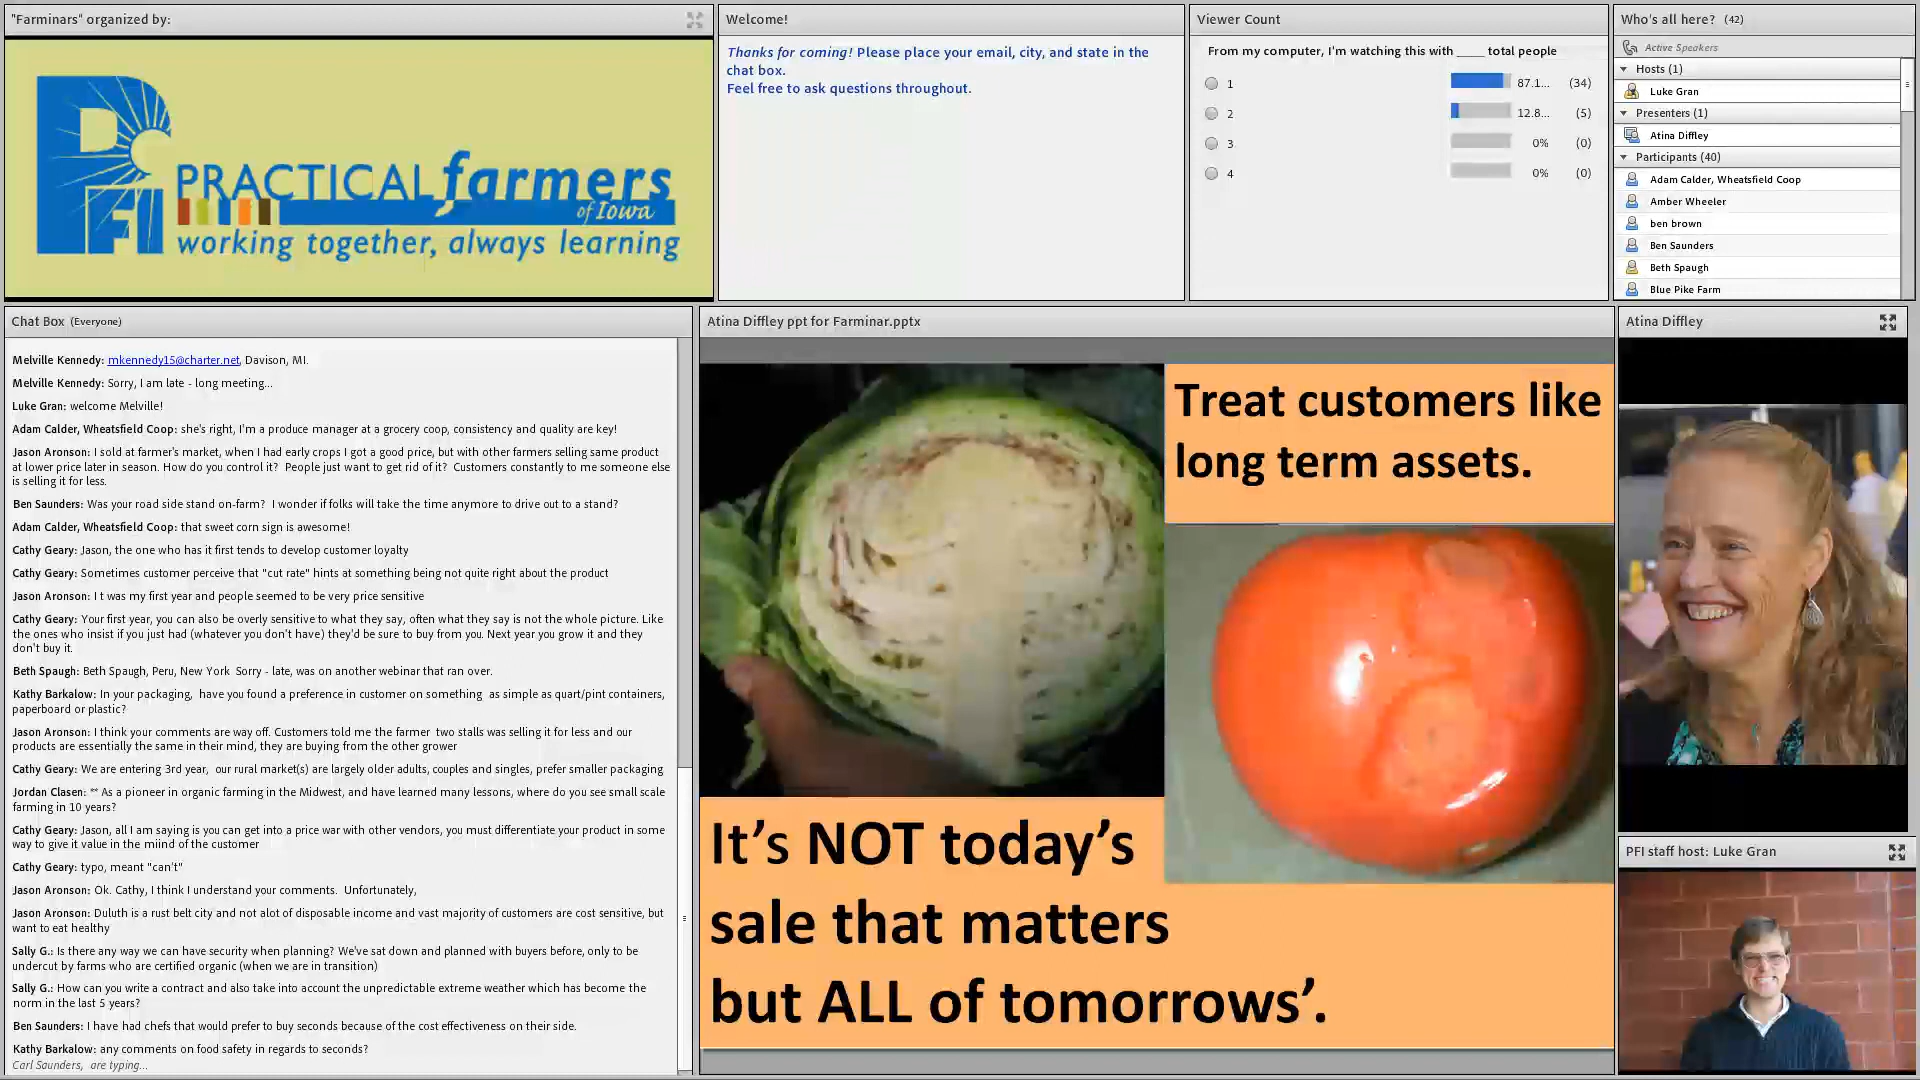 "Farminars" organized by:
PFI
PRACTICAL farmers
of Iowa
working together, always learning
Welcome!
Thanks for coming! Please place your email, city, and state in the
chat box.
Feel free to ask questions throughout.
Viewer Count
From my computer, I'm watching this with ____ total people
1 87.1... (34)
2 12.8... (5)
3 0% (0)
4 0% (0)
Who's all here? (42)
Active Speakers
Hosts (1)
Luke Gran
Presenters (1)
Atina Diffley
Participants (40)
Adam Calder, Wheatsfield Coop
Amber Wheeler
ben brown
Ben Saunders
Beth Spaugh
Blue Pike Farm
Chat Box (Everyone)
Melville Kennedy: mkennedy15@charter.net, Davison, MI.
Melville Kennedy: Sorry, I am late - long meeting...
Luke Gran: welcome Melville!
Adam Calder, Wheatsfield Coop: she's right, I'm a produce manager at a grocery coop, consistency and quality are key!
Jason Aronson: I sold at farmer's market, when I had early crops I got a good price, but with other farmers selling same product
at lower price later in season. How do you control it? People just want to get rid of it? Customers constantly to me someone else
is selling it for less.
Ben Saunders: Was your road side stand on-farm? I wonder if folks will take the time anymore to drive out to a stand?
Adam Calder, Wheatsfield Coop: that sweet corn sign is awesome!
Cathy Geary: Jason, the one who has it first tends to develop customer loyalty
Cathy Geary: Sometimes customer perceive that "cut rate" hints at something being not quite right about the product
Jason Aronson: I t was my first year and people seemed to be very price sensitive
Cathy Geary: Your first year, you can also be overly sensitive to what they say, often what they say is not the whole picture. Like
the ones who insist if you just had (whatever you don't have) they'd be sure to buy from you. Next year you grow it and they
don't buy it.
Beth Spaugh: Beth Spaugh, Peru, New York Sorry - late, was on another webinar that ran over.
Kathy Barkalow: In your packaging, have you found a preference in customer on something as simple as quart/pint containers,
paperboard or plastic?
Jason Aronson: I think your comments are way off. Customers told me the farmer two stalls was selling it for less and our
products are essentially the same in their mind, they are buying from the other grower
Cathy Geary: We are entering 3rd year, our rural market(s) are largely older adults, couples and singles, prefer smaller packaging
Jordan Clasen: ** As a pioneer in organic farming in the Midwest, and have learned many lessons, where do you see small scale
farming in 10 years?
Cathy Geary: Jason, all I am saying is you can get into a price war with other vendors, you must differentiate your product in some
way to give it value in the miind of the customer
Cathy Geary: typo, meant "can't"
Jason Aronson: Ok. Cathy, I think I understand your comments. Unfortunately,
Jason Aronson: Duluth is a rust belt city and not alot of disposable income and vast majority of customers are cost sensitive, but
want to eat healthy
Sally G.: Is there any way we can have security when planning? We've sat down and planned with buyers before, only to be
undercut by farms who are certified organic (when we are in transition)
Sally G.: How can you write a contract and also take into account the unpredictable extreme weather which has become the
norm in the last 5 years?
Ben Saunders: I have had chefs that would prefer to buy seconds because of the cost effectiveness on their side.
Kathy Barkalow: any comments on food safety in regards to seconds?
Carl Saunders, are typing...
Atina Diffley ppt for Farminar.pptx
Treat customers like
long term assets.
It's NOT today's
sale that matters
but ALL of tomorrows'.
Atina Diffley
PFI staff host: Luke Gran